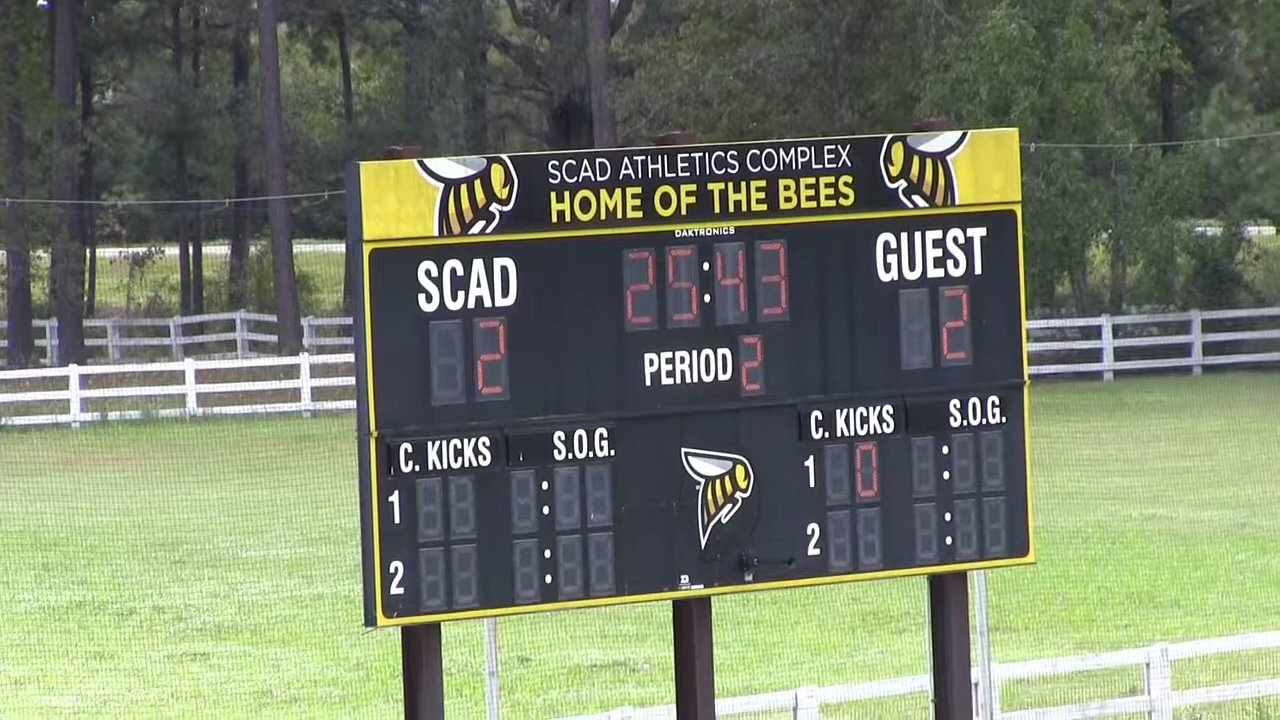 SCAD ATHLETICS COMPLEX
HOME OF THE BEES
DAKTRONICS
SCAD 25:43 GUEST
2 PERIOD 2 2
C. KICKS S.O.G. C. KICKS S.O.G.
1 : 1 0 :
2 : 2 :